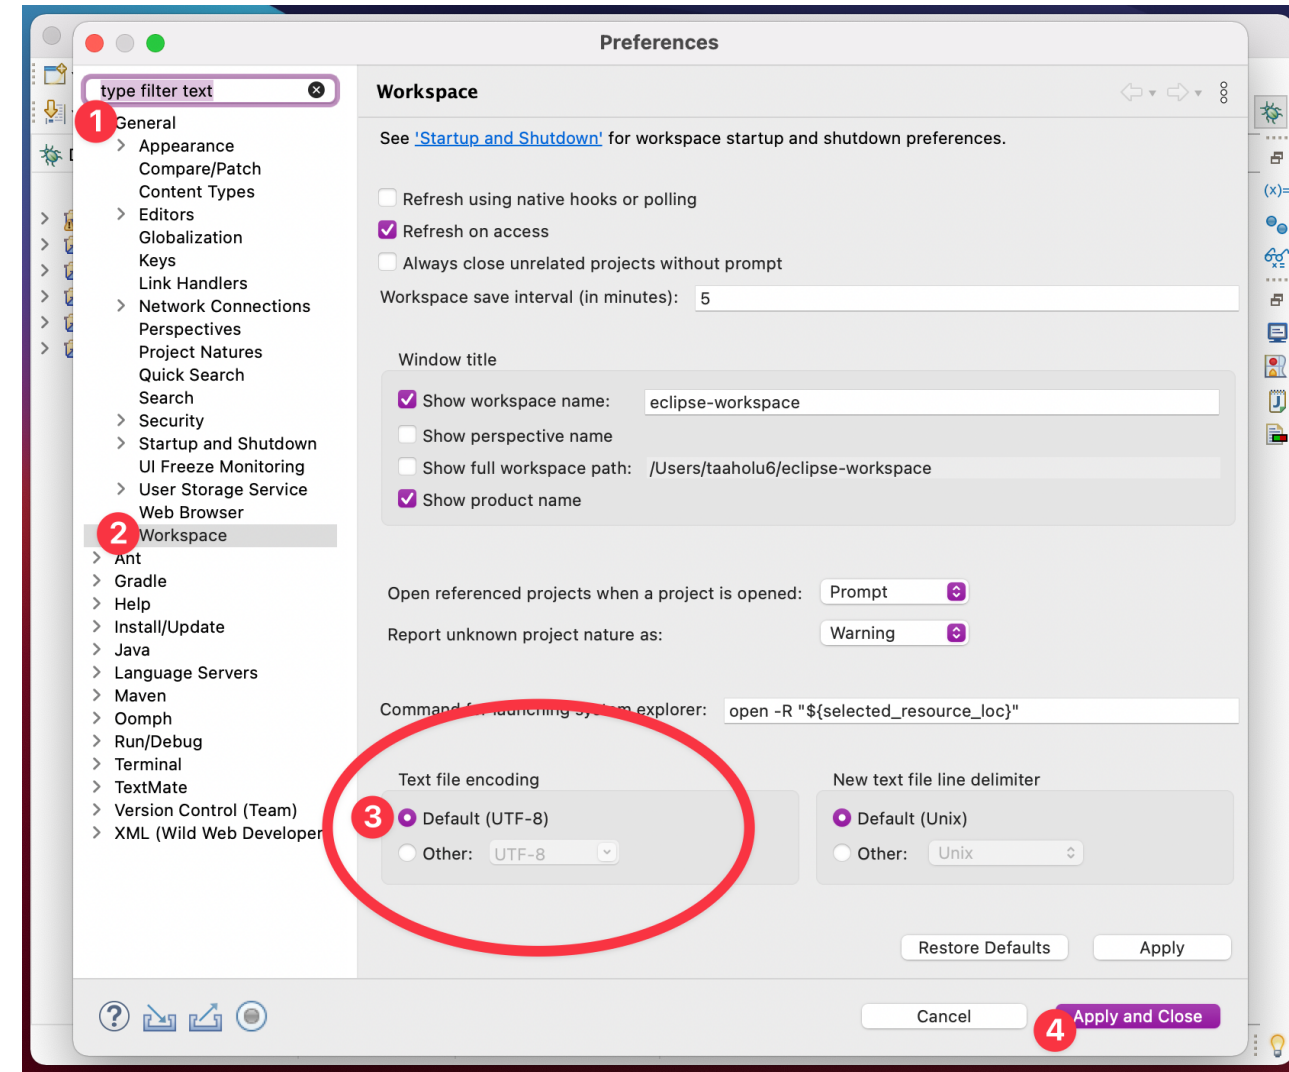 Preferences
type filter text
1
General
Appearance
Compare/Patch
Content Types
Editors
Globalization
Keys
Link Handlers
Network Connections
Perspectives
Project Natures
Quick Search
Search
Security
Startup and Shutdown
UI Freeze Monitoring
User Storage Service
Web Browser
2
Workspace
Ant
Gradle
Help
Install/Update
Java
Language Servers
Maven
Oomph
Run/Debug
Terminal
TextMate
Version Control (Team)
XML (Wild Web Developer
Workspace
See 'Startup and Shutdown' for workspace startup and shutdown preferences.
Refresh using native hooks or polling
Refresh on access
Always close unrelated projects without prompt
Workspace save interval (in minutes): 5
Window title
Show workspace name: eclipse-workspace
Show perspective name
Show full workspace path: /Users/taaholu6/eclipse-workspace
Show product name
Open referenced projects when a project is opened: Prompt
Report unknown project nature as: Warning
Command for launching system explorer: open -R "${selected_resource_loc}"
Text file encoding
3
Default (UTF-8)
Other: UTF-8
New text file line delimiter
Default (Unix)
Other: Unix
Restore Defaults
Apply
?
Cancel
4
Apply and Close
(x)=